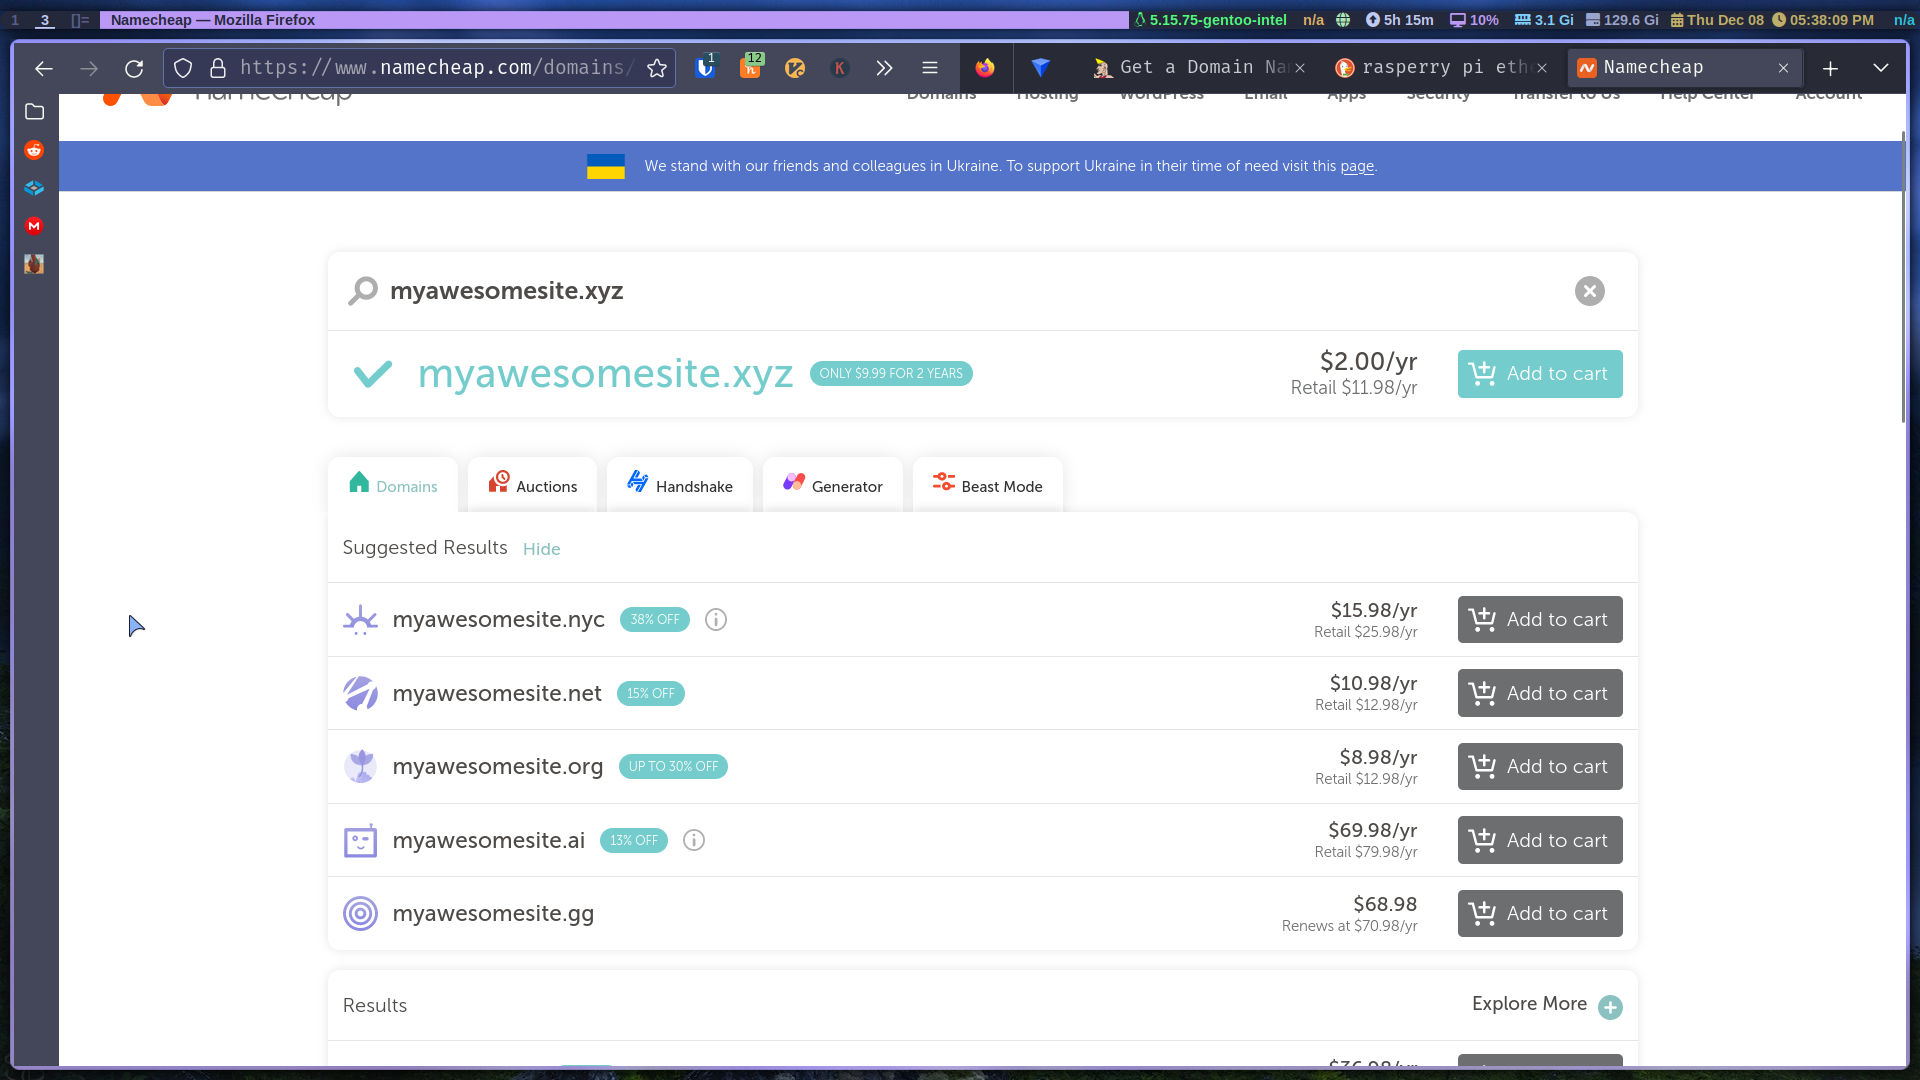 1 3 []= Namecheap — Mozilla Firefox 5.15.75-gentoo-intel n/a 5h 15m 10% 3.1 Gi 129.6 Gi Thu Dec 08 05:38:09 PM n/a
https://www.namecheap.com/domains/ 1 12 K Get a Domain Na × rasperry pi eth × Namecheap ×
namecheap Domains Hosting WordPress Email Apps Security Transfer to Us Help Center Account
We stand with our friends and colleagues in Ukraine. To support Ukraine in their time of need visit this page.
myawesomesite.xyz
myawesomesite.xyz ONLY $9.99 FOR 2 YEARS $2.00/yr Add to cart
Retail $11.98/yr
Domains Auctions Handshake Generator Beast Mode
Suggested Results Hide
myawesomesite.nyc 38% OFF $15.98/yr Add to cart
Retail $25.98/yr
myawesomesite.net 15% OFF $10.98/yr Add to cart
Retail $12.98/yr
myawesomesite.org UP TO 30% OFF $8.98/yr Add to cart
Retail $12.98/yr
myawesomesite.ai 13% OFF $69.98/yr Add to cart
Retail $79.98/yr
myawesomesite.gg $68.98 Add to cart
Renews at $70.98/yr
Results Explore More